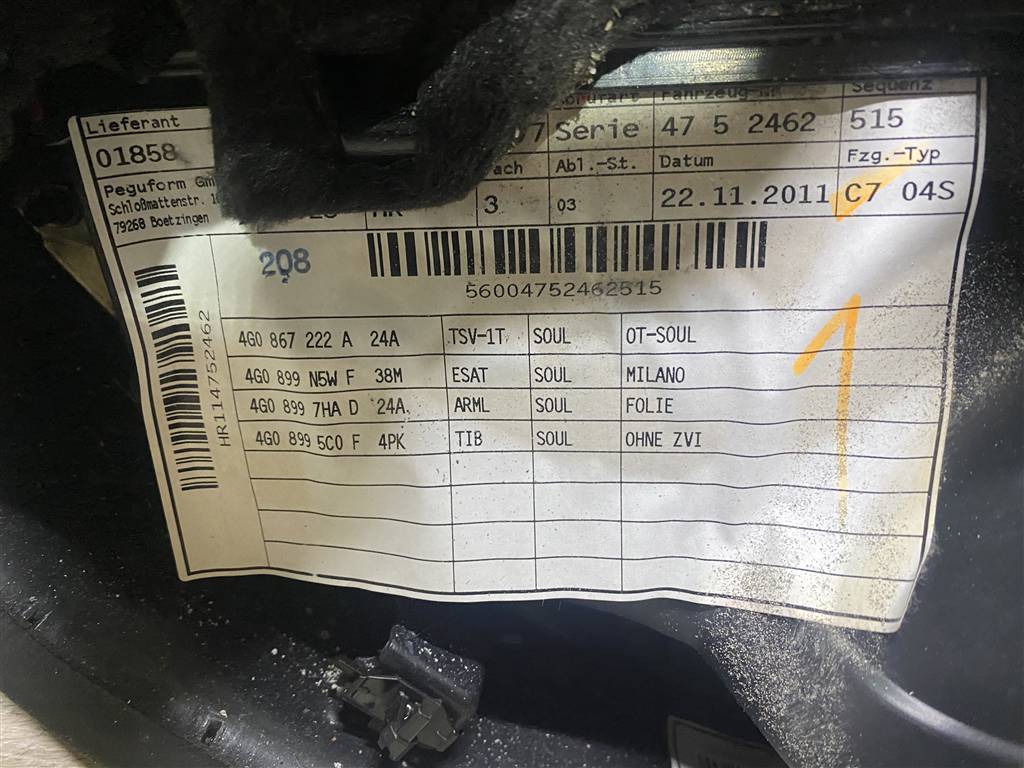 Lieferant Fahrzeug-Nr Sequenz
01858 Serie 47 5 2462 515
Peguform Abl.-St. Datum Fzg.-Typ
Schloßmattenstr.
79268 Boetzingen 3 03 22.11.2011 C7 04S
208
56004752462515
HR114752462
4G0 867 222 A 24A TSV-1T SOUL OT-SOUL
4G0 899 N5W F 38M ESAT SOUL MILANO
4G0 899 7HA D 24A ARML SOUL FOLIE
4G0 899 5C0 F 4PK TIB SOUL OHNE ZVI
1